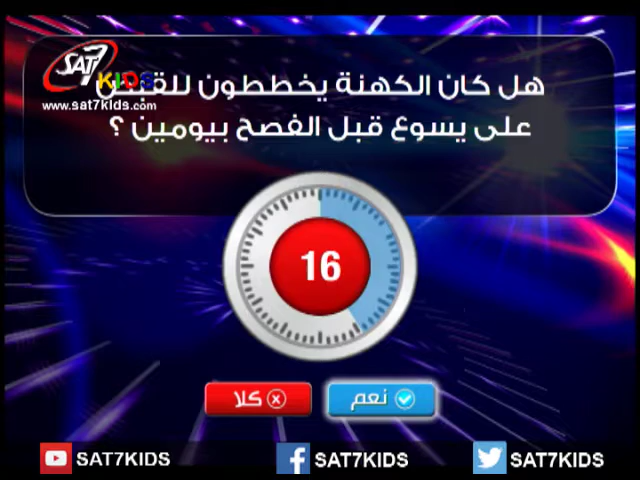 SAT7
KIDS
www.sat7kids.com
هل كان الكهنة يخططون للقبض
على يسوع قبل الفصح بيومين ؟
16
كلا
نعم
SAT7KIDS
SAT7KIDS
SAT7KIDS